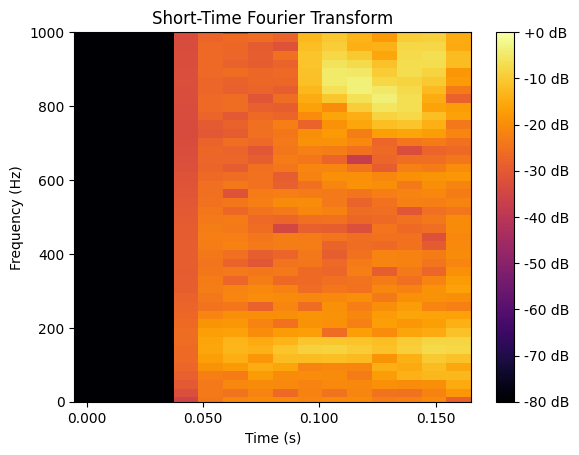 Short-Time Fourier Transform
1000
800
600
400
200
0
Frequency (Hz)
0.000
0.050
0.100
0.150
Time (s)
+0 dB
-10 dB
-20 dB
-30 dB
-40 dB
-50 dB
-60 dB
-70 dB
-80 dB